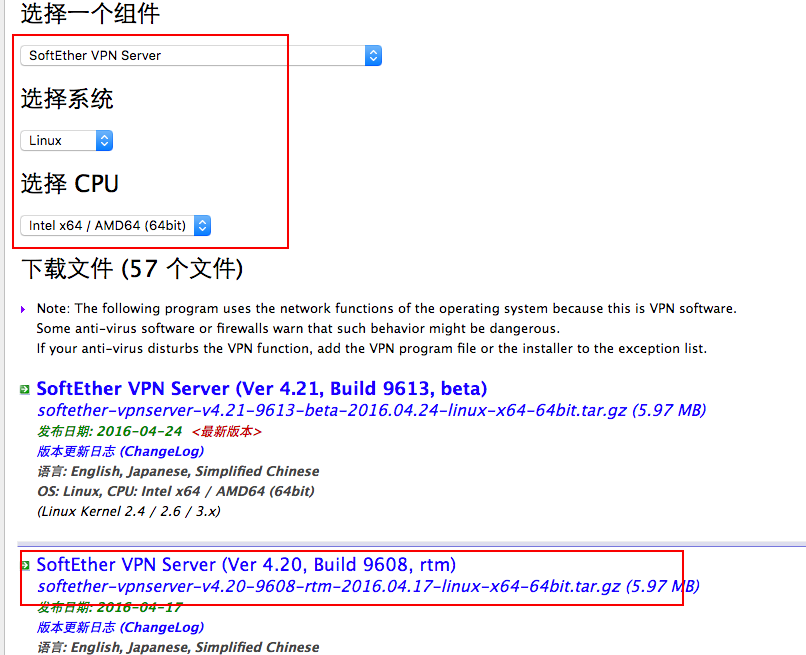 选择一个组件
SoftEther VPN Server
选择系统
Linux
选择 CPU
Intel x64 / AMD64 (64bit)
下载文件 (57 个文件)
Note: The following program uses the network functions of the operating system because this is VPN software.
Some anti-virus software or firewalls warn that such behavior might be dangerous.
If your anti-virus disturbs the VPN function, add the VPN program file or the installer to the exception list.
SoftEther VPN Server (Ver 4.21, Build 9613, beta)
softether-vpnserver-v4.21-9613-beta-2016.04.24-linux-x64-64bit.tar.gz (5.97 MB)
发布日期: 2016-04-24 <最新版本>
版本更新日志 (ChangeLog)
语言: English, Japanese, Simplified Chinese
OS: Linux, CPU: Intel x64 / AMD64 (64bit)
(Linux Kernel 2.4 / 2.6 / 3.x)
SoftEther VPN Server (Ver 4.20, Build 9608, rtm)
softether-vpnserver-v4.20-9608-rtm-2016.04.17-linux-x64-64bit.tar.gz (5.97 MB)
发布日期: 2016-04-17
版本更新日志 (ChangeLog)
语言: English, Japanese, Simplified Chinese